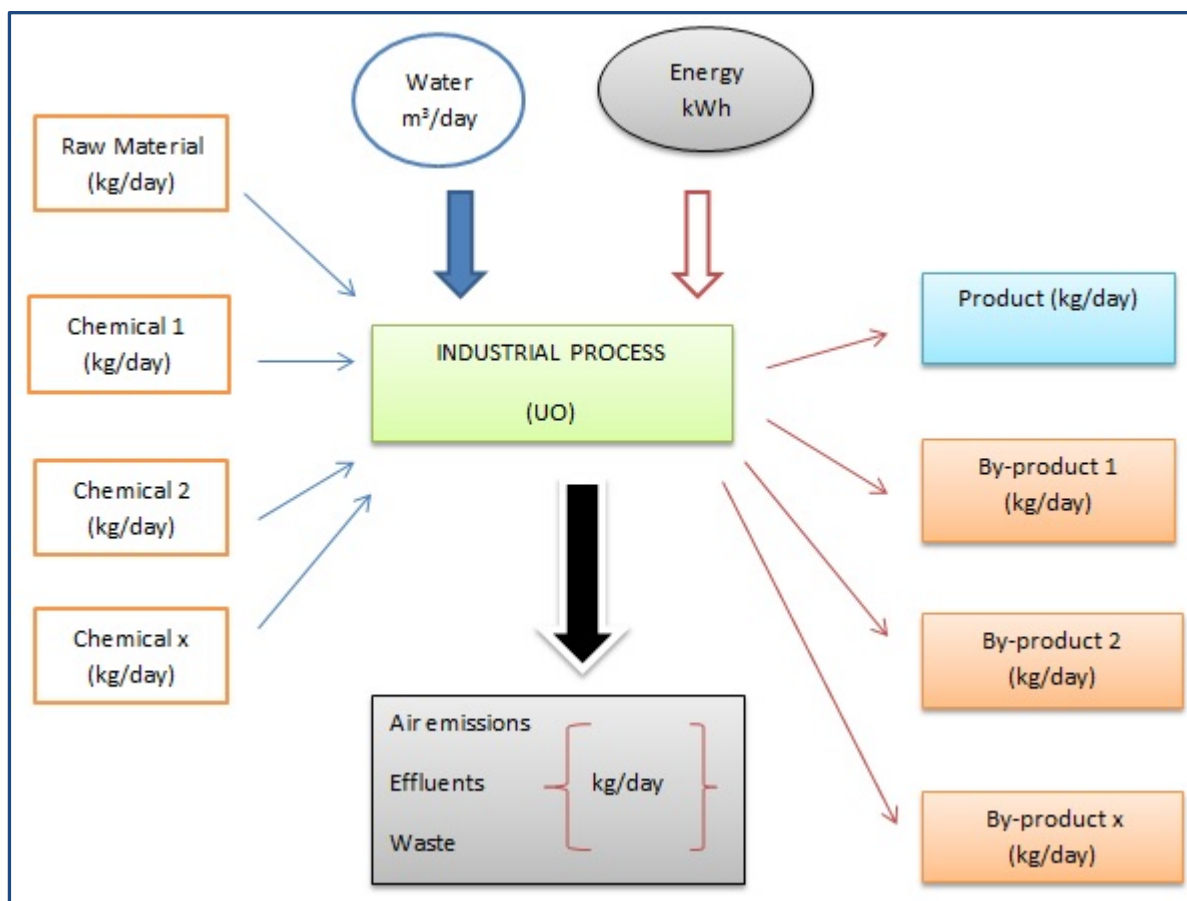 Water
m³/day
Energy
kWh
Raw Material
(kg/day)
Chemical 1
(kg/day)
Chemical 2
(kg/day)
Chemical x
(kg/day)
INDUSTRIAL PROCESS
(UO)
Product (kg/day)
By-product 1
(kg/day)
By-product 2
(kg/day)
By-product x
(kg/day)
Air emissions
Effluents kg/day
Waste